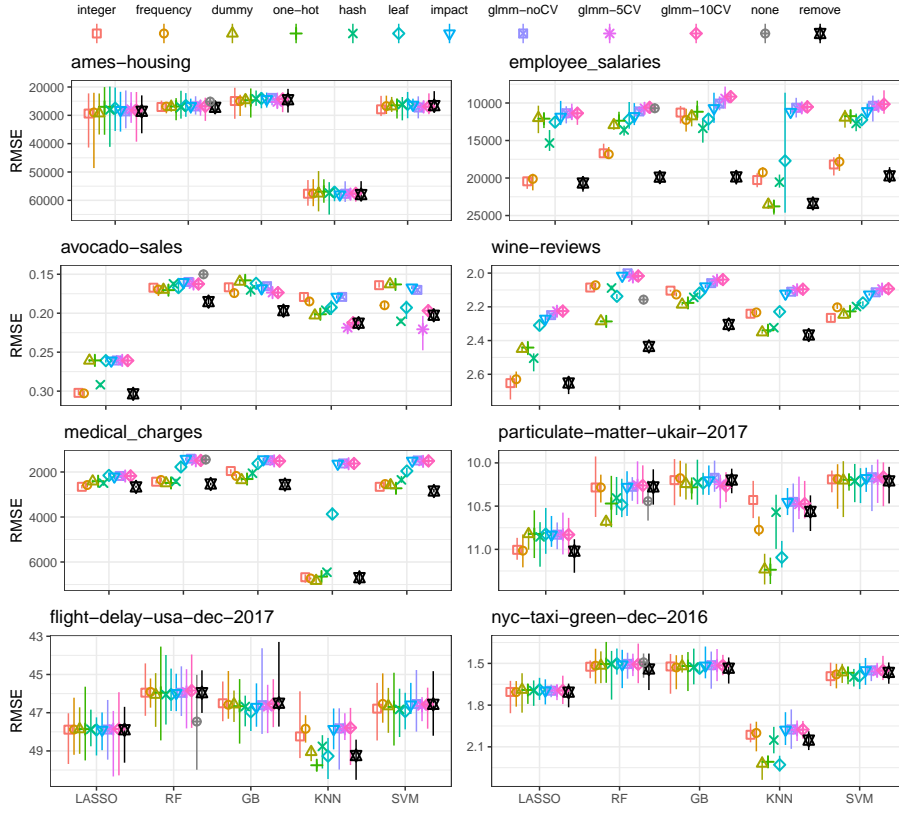 integer frequency dummy one−hot hash leaf impact glmm−noCV glmm−5CV glmm−10CV none remove
ames−housing
employee_salaries
RMSE
20000
30000
50000
60000
10000
15000
20000
25000
avocado−sales
wine−reviews
RMSE
0.15
0.20
0.25
0.30
2.0
2.2
2.4
2.6
medical_charges
particulate−matter−ukair−2017
RMSE
2000
4000
6000
10.0
10.5
11.0
flight−delay−usa−dec−2017
nyc−taxi−green−dec−2016
RMSE
43
45
47
49
1.5
1.8
2.1
LASSO RF GB KNN SVM
LASSO RF GB KNN SVM